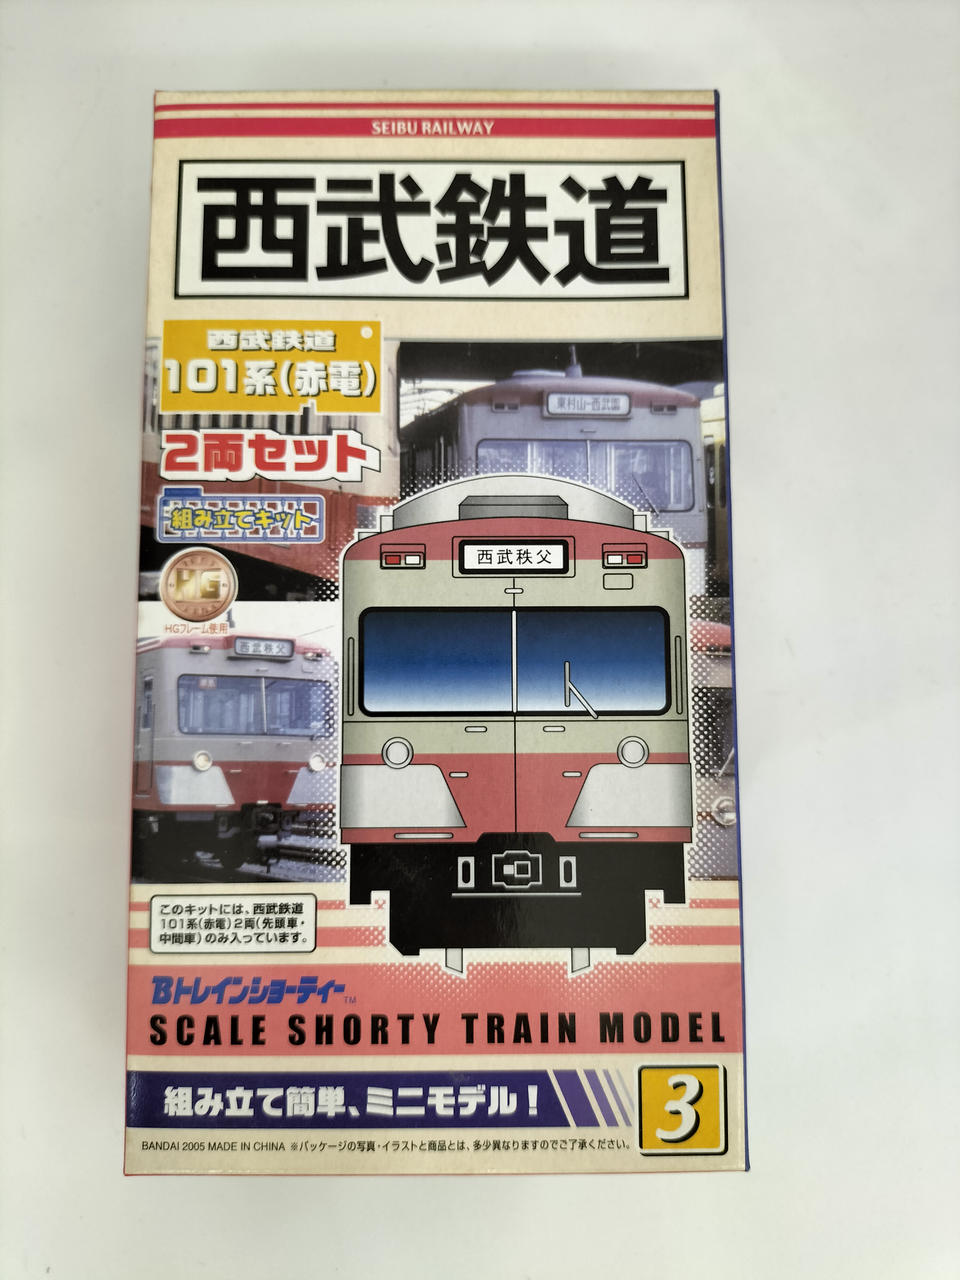 SEIBU RAILWAY
西武鉄道
西武鉄道
101系(赤電)
2両セット
組み立てキット
HG
HGフレーム使用
東村山－西武園
西武秩父
西武秩父
このキットには、西武鉄道
101系(赤電)2両(先頭車・
中間車)のみ入っています。
Bトレインショーティー™
SCALE SHORTY TRAIN MODEL
組み立て簡単、ミニモデル!
3
BANDAI 2005 MADE IN CHINA ※パッケージの写真・イラストと商品とは、多少異なりますのでご了承ください。